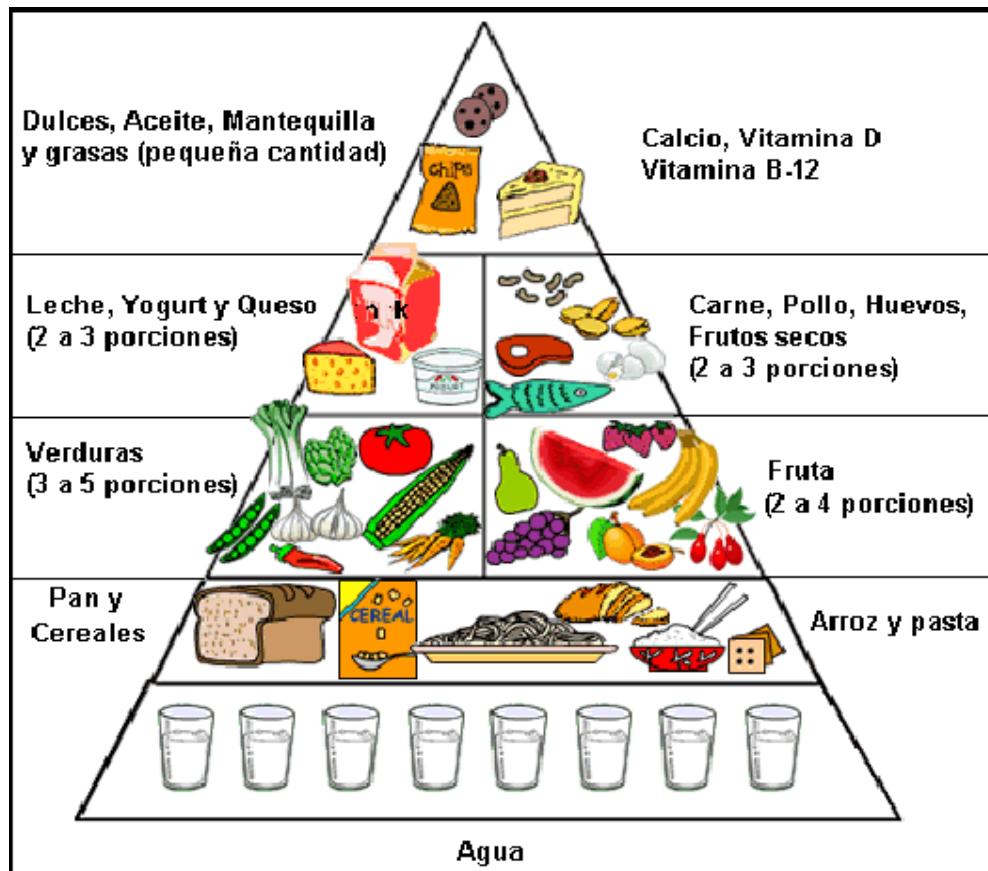 Dulces, Aceite, Mantequilla
y grasas (pequeña cantidad)
Calcio, Vitamina D
Vitamina B-12
chips
Leche, Yogurt y Queso
(2 a 3 porciones)
Carne, Pollo, Huevos,
Frutos secos
(2 a 3 porciones)
YOGURT
Verduras
(3 a 5 porciones)
Fruta
(2 a 4 porciones)
Pan y
Cereales
CEREAL
Arroz y pasta
Agua